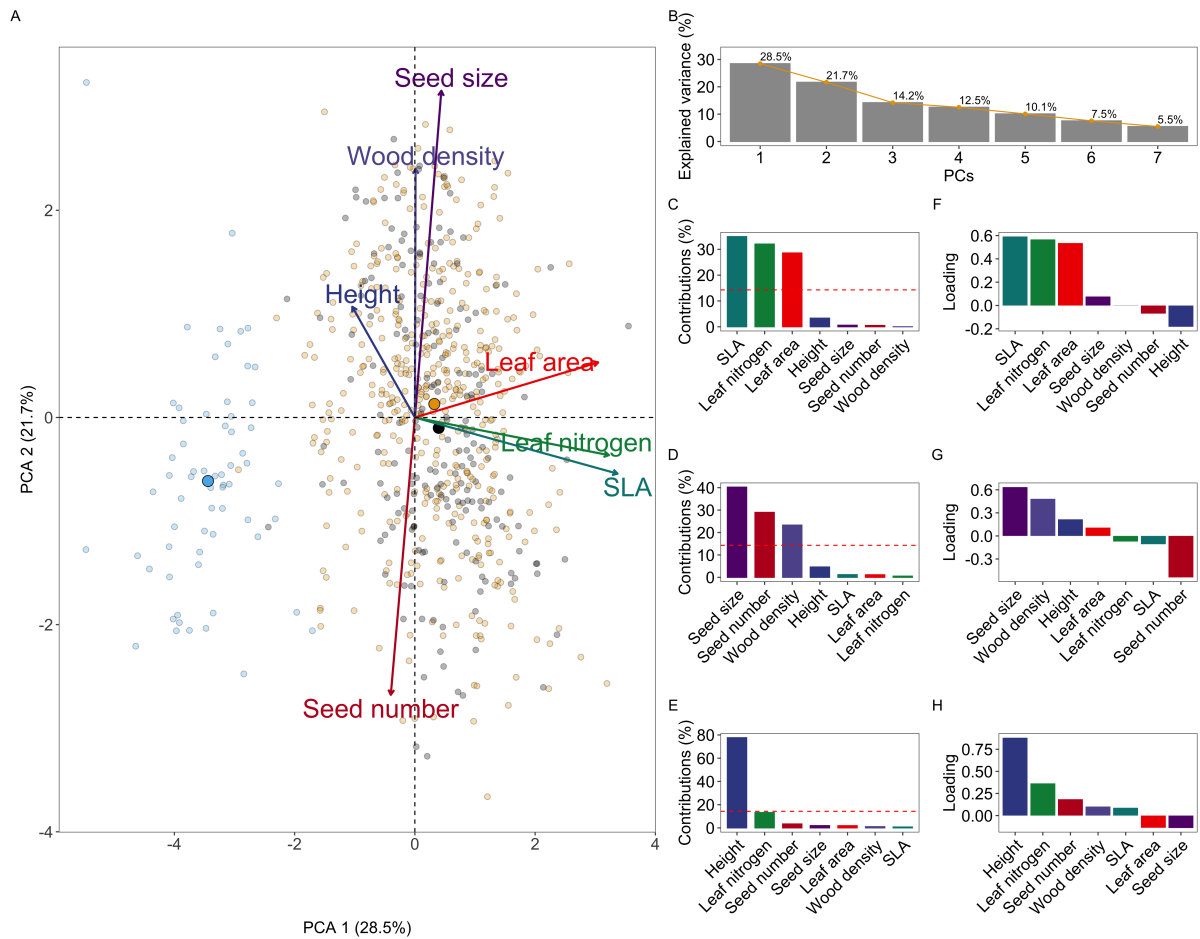 A
Seed size
Wood density
Height
Leaf area
Leaf nitrogen
SLA
Seed number
2
0
-2
-4
-4
-2
0
2
4
PCA 2 (21.7%)
PCA 1 (28.5%)
B
Explained variance (%)
30
20
10
0
28.5%
21.7%
14.2%
12.5%
10.1%
7.5%
5.5%
1
2
3
4
5
6
7
PCs
C
Contributions (%)
30
20
10
0
SLA
Leaf nitrogen
Leaf area
Height
Seed size
Seed number
Wood density
F
Loading
0.6
0.4
0.2
0.0
-0.2
SLA
Leaf nitrogen
Leaf area
Seed size
Wood density
Seed number
Height
D
Contributions (%)
40
30
20
10
0
Seed size
Seed number
Wood density
Height
SLA
Leaf area
Leaf nitrogen
G
Loading
0.6
0.3
0.0
-0.3
Seed size
Wood density
Height
Leaf area
Leaf nitrogen
SLA
Seed number
E
Contributions (%)
80
60
40
20
0
Height
Leaf nitrogen
Seed number
Seed size
Leaf area
Wood density
SLA
H
Loading
0.75
0.50
0.25
0.00
Height
Leaf nitrogen
Seed number
Wood density
SLA
Leaf area
Seed size